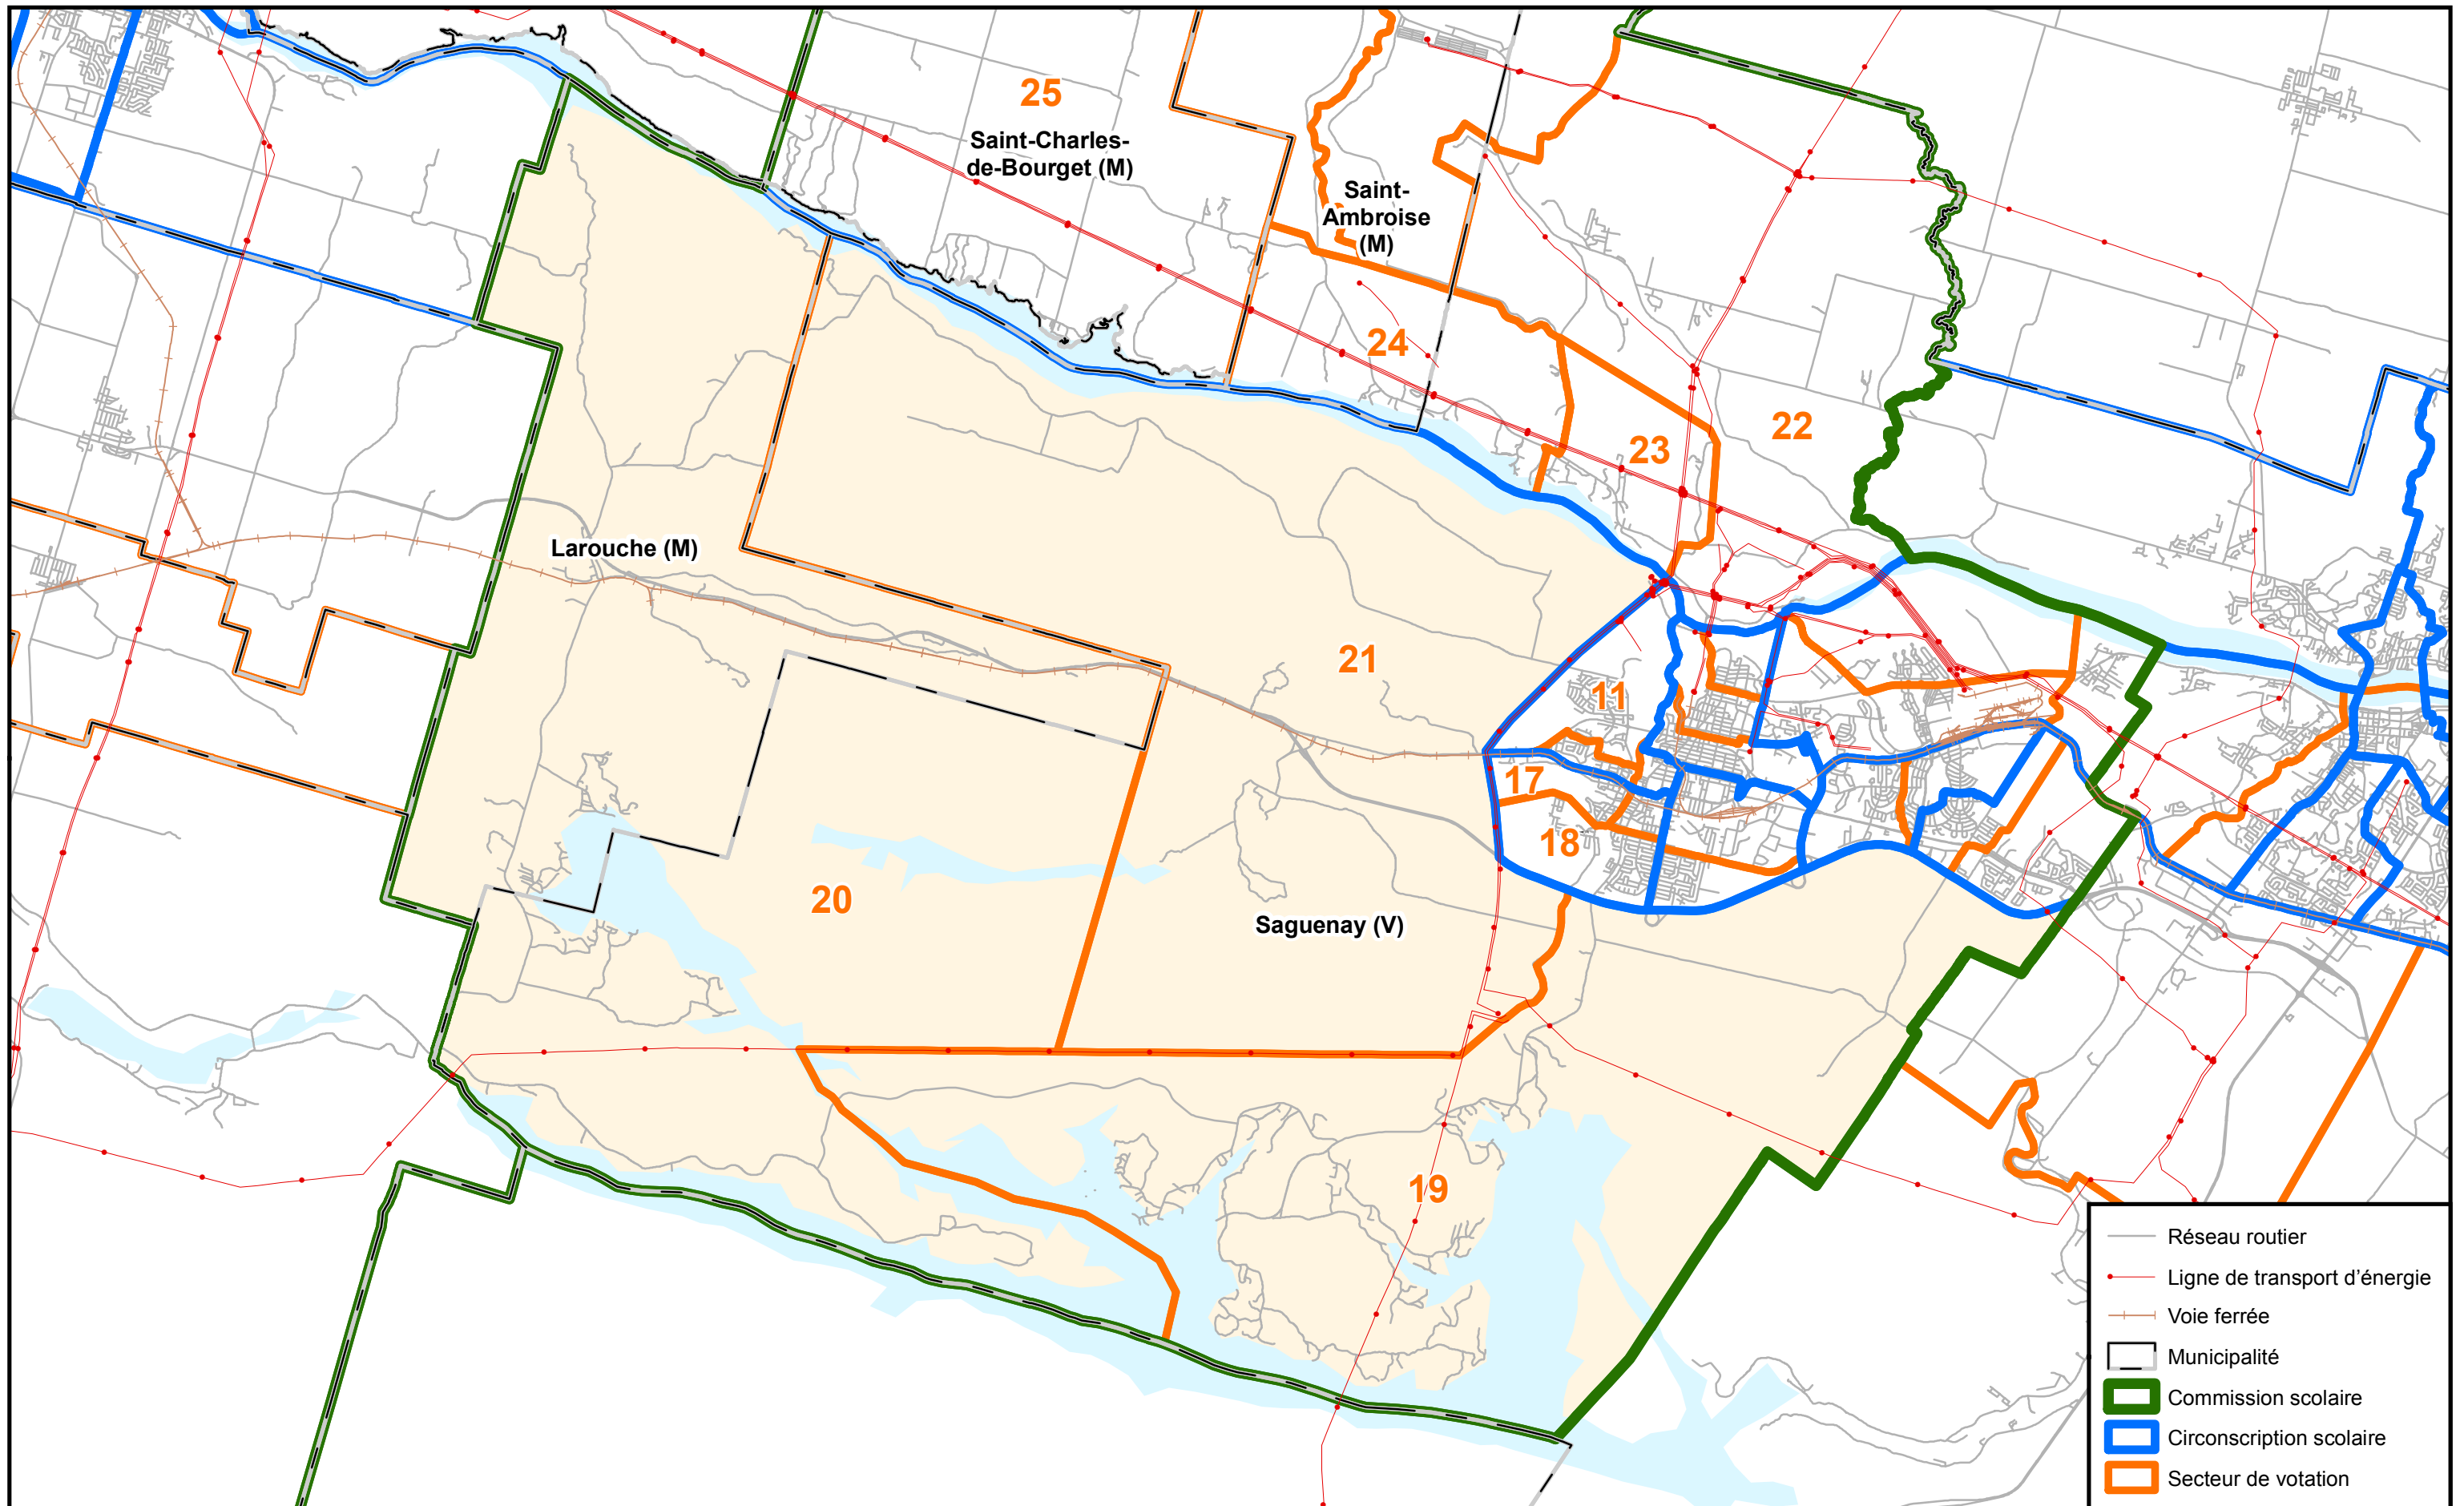 25
Saint-Charles-
de-Bourget (M)
Saint-
Ambroise
(M)
24
23
22
Larouche (M)
21
11
17
18
20
Saguenay (V)
19
Réseau routier
Ligne de transport d'énergie
Voie ferrée
Municipalité
Commission scolaire
Circonscription scolaire
Secteur de votation